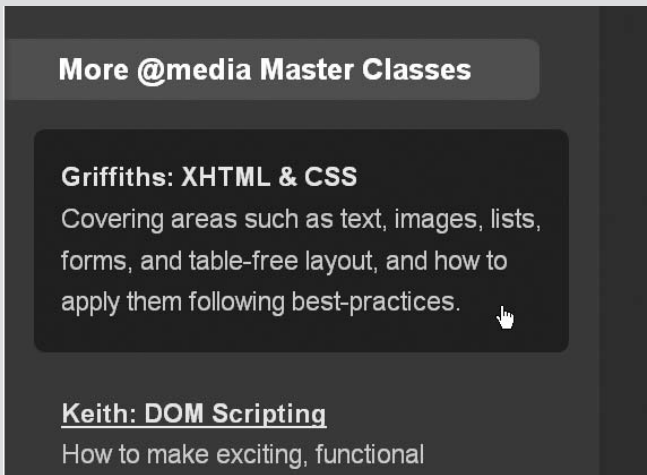 More @media Master Classes
Griffiths: XHTML & CSS
Covering areas such as text, images, lists,
forms, and table-free layout, and how to
apply them following best-practices.
Keith: DOM Scripting
How to make exciting, functional